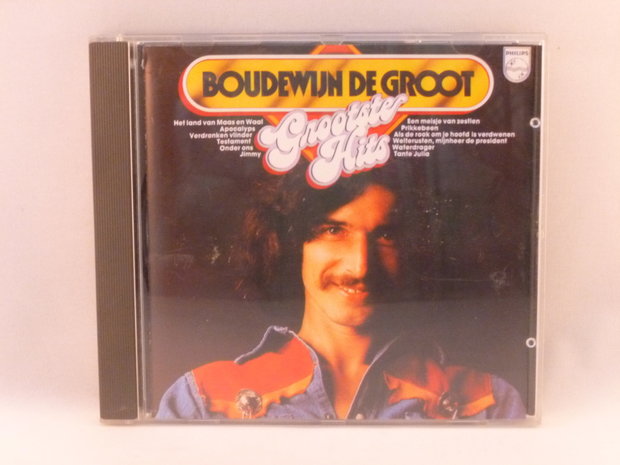 PHILIPS
BOUDEWIJN DE GROOT
Grootste
Hits
Het land van Maas en Waal
Apocalyps
Verdronken vlinder
Testament
Onder ons
Jimmy
Een meisje van zestien
Prikkebeen
Als de rook om je hoofd is verdwenen
Welterusten, mijnheer de president
Waterdrager
Tante Julia